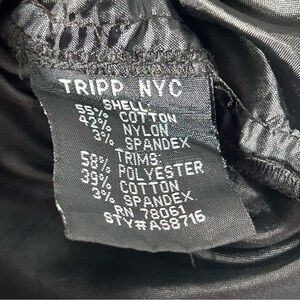 TRIPP NYC
SHELL:
55% COTTON
42% NYLON
3% SPANDEX
TRIMS:
58% POLYESTER
39% COTTON
3% SPANDEX
RN 78061
STY#AS8716